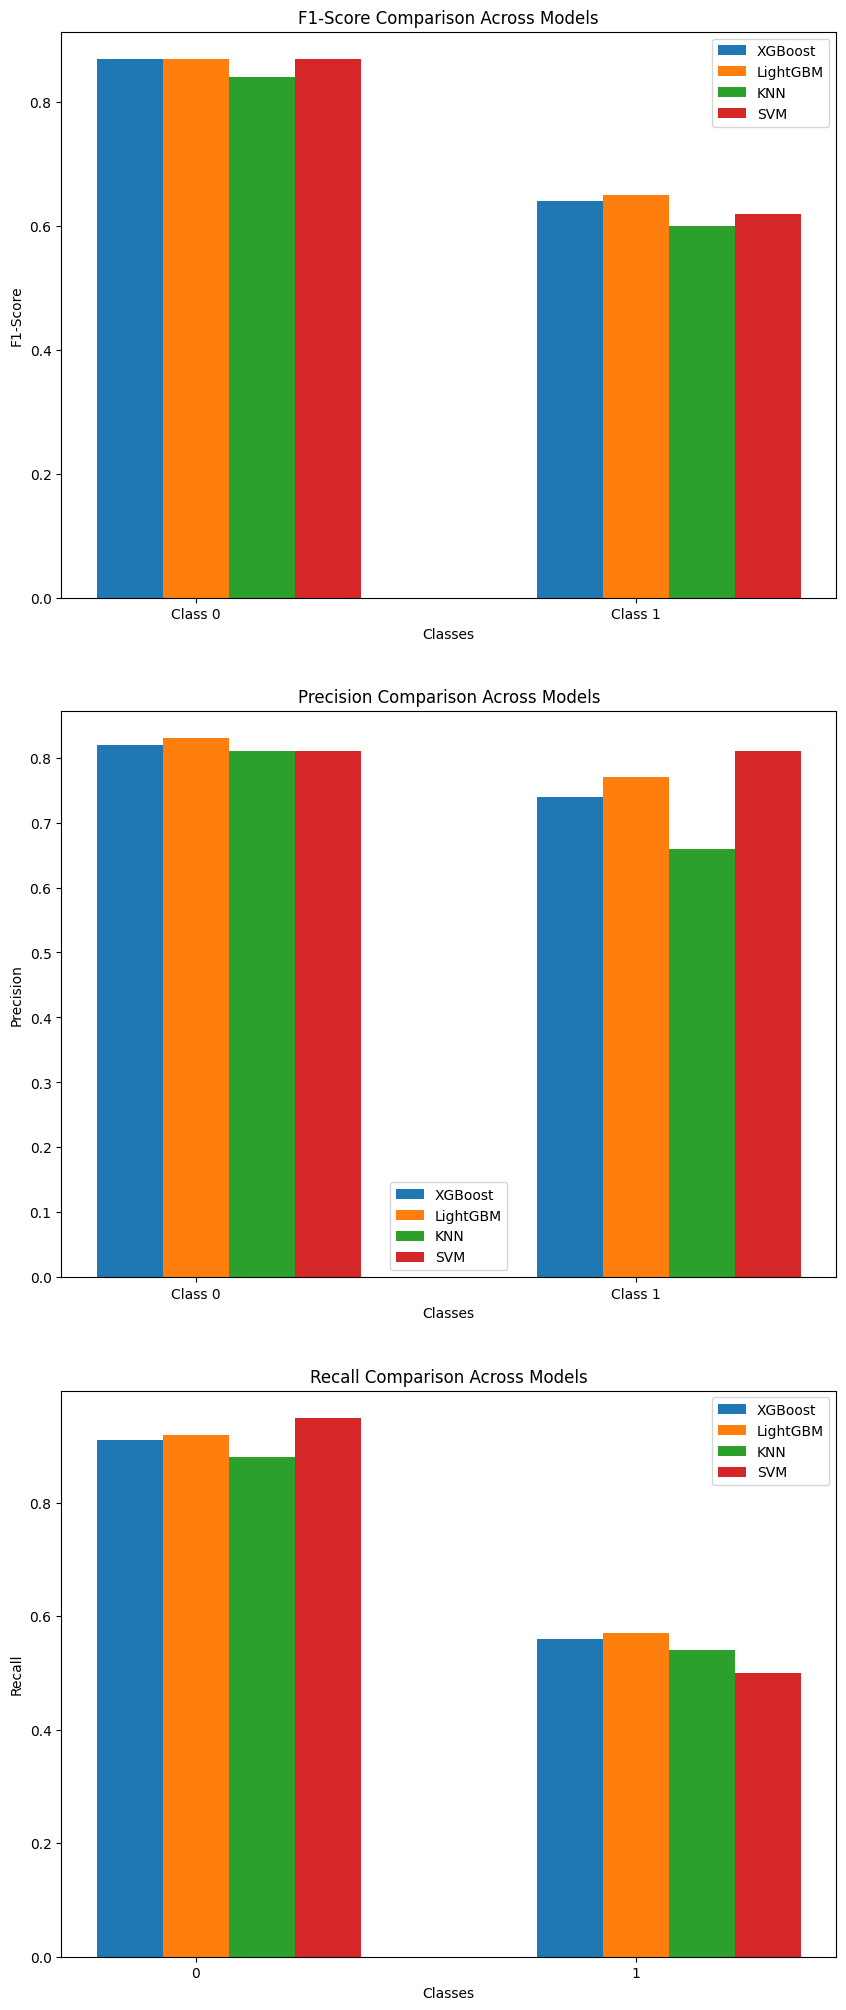 F1-Score Comparison Across Models
XGBoost
LightGBM
KNN
SVM
0.8
0.6
0.4
0.2
0.0
F1-Score
Class 0
Class 1
Classes
Precision Comparison Across Models
0.8
0.7
0.6
0.5
0.4
0.3
0.2
0.1
0.0
Precision
XGBoost
LightGBM
KNN
SVM
Class 0
Class 1
Classes
Recall Comparison Across Models
XGBoost
LightGBM
KNN
SVM
0.8
0.6
0.4
0.2
0.0
Recall
0
1
Classes